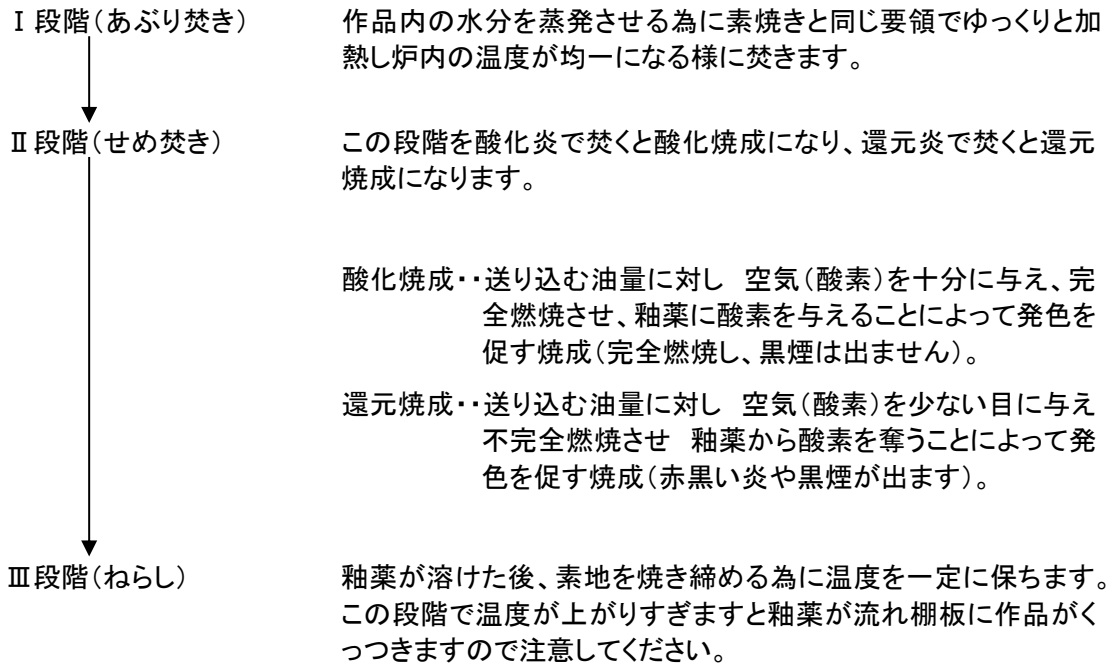 Ⅰ段階(あぶり焚き) 作品内の水分を蒸発させる為に素焼きと同じ要領でゆっくりと加
熱し炉内の温度が均一になる様に焚きます。
Ⅱ段階(せめ焚き) この段階を酸化炎で焚くと酸化焼成になり、還元炎で焚くと還元
焼成になります。
酸化焼成・・送り込む油量に対し 空気(酸素)を十分に与え、完
全燃焼させ、釉薬に酸素を与えることによって発色を
促す焼成(完全燃焼し、黒煙は出ません)。
還元焼成・・送り込む油量に対し 空気(酸素)を少ない目に与え
不完全燃焼させ 釉薬から酸素を奪うことによって発
色を促す焼成(赤黒い炎や黒煙が出ます)。
Ⅲ段階(ねらし) 釉薬が溶けた後、素地を焼き締める為に温度を一定に保ちます。
この段階で温度が上がりすぎますと釉薬が流れ棚板に作品がく
っつきますので注意してください。